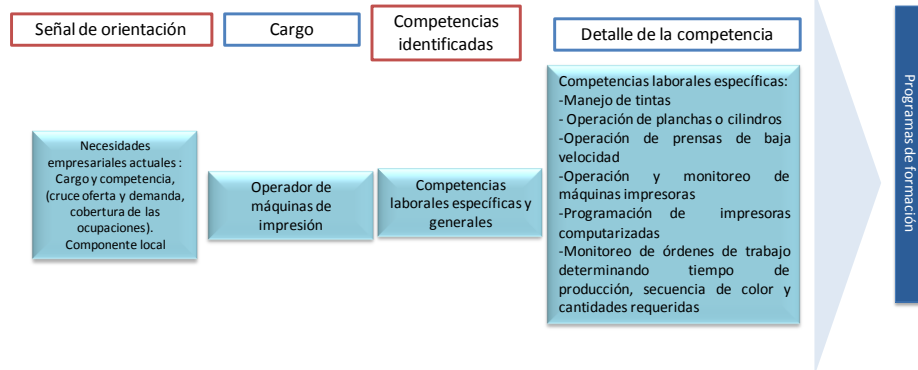 Señal de orientación
Cargo
Competencias
identificadas
Detalle de la competencia
Necesidades
empresariales actuales :
Cargo y competencia,
(cruce oferta y demanda,
cobertura de las
ocupaciones).
Componente local
Operador de
máquinas de
impresión
Competencias
laborales específicas y
generales
Competencias laborales específicas:
-Manejo de tintas
- Operación de planchas o cilindros
-Operación de prensas de baja
velocidad
-Operación y monitoreo de
máquinas impresoras
-Programación de impresoras
computarizadas
-Monitoreo de órdenes de trabajo
determinando tiempo de
producción, secuencia de color y
cantidades requeridas
Programas de formación